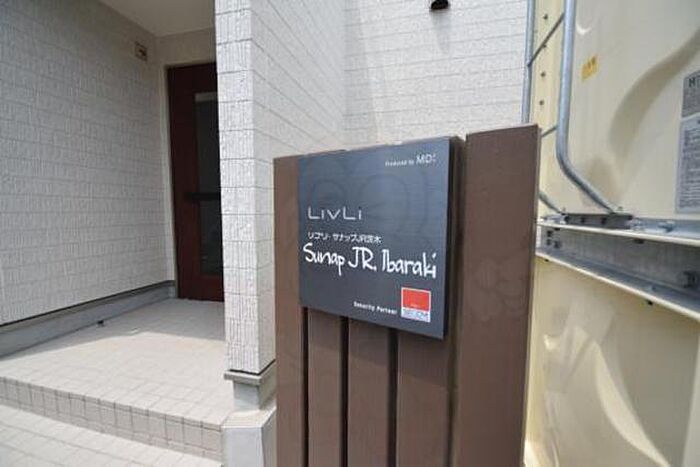 Produced by MDI
LivLi
リブリ・サナップJR茨木
Sunap JR. Ibaraki
Security Partner
SECOM